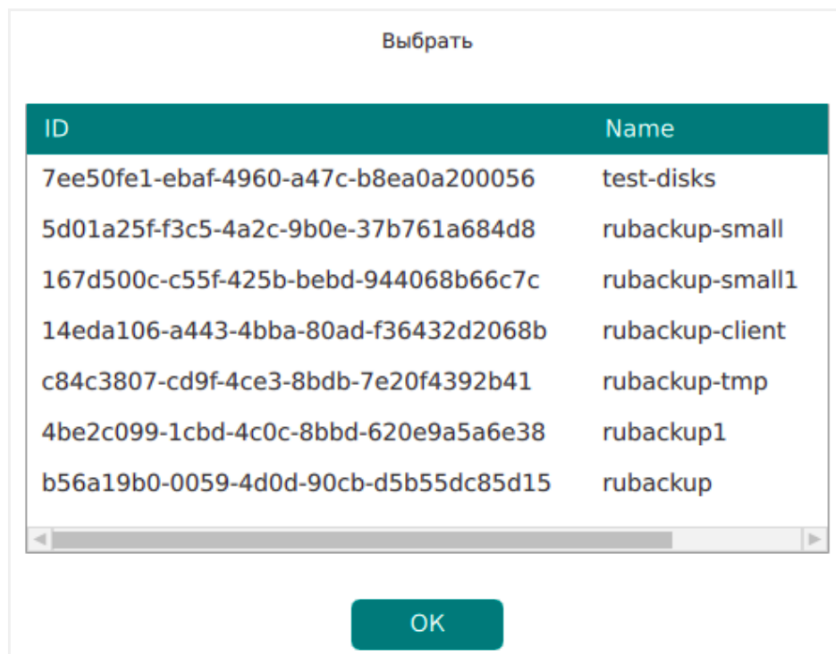 Выбрать
ID Name
7ee50fe1-ebaf-4960-a47c-b8ea0a200056 test-disks
5d01a25f-f3c5-4a2c-9b0e-37b761a684d8 rubackup-small
167d500c-c55f-425b-bebd-944068b66c7c rubackup-small1
14eda106-a443-4bba-80ad-f36432d2068b rubackup-client
c84c3807-cd9f-4ce3-8bdb-7e20f4392b41 rubackup-tmp
4be2c099-1cbd-4c0c-8bbd-620e9a5a6e38 rubackup1
b56a19b0-0059-4d0d-90cb-d5b55dc85d15 rubackup
OK